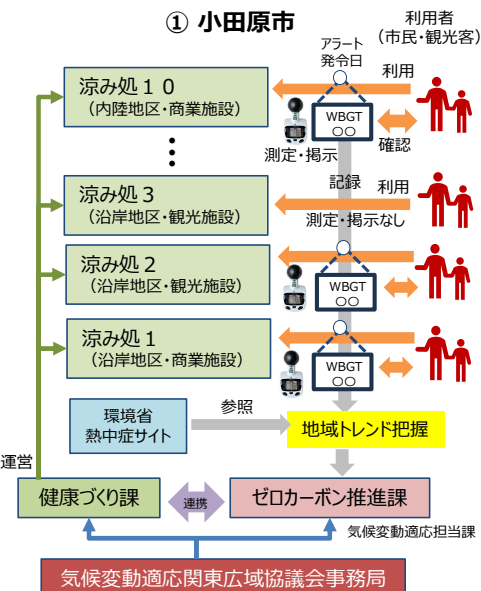 ① 小田原市
利用者
（市民・観光客）
アラート
発令日
涼み処１０
（内陸地区・商業施設）
利用
WBGT
〇〇
確認
測定・掲示
記録
涼み処３
（沿岸地区・観光施設）
利用
測定・掲示なし
涼み処２
（沿岸地区・観光施設）
WBGT
〇〇
涼み処１
（沿岸地区・商業施設）
WBGT
〇〇
環境省
熱中症サイト
参照
地域トレンド把握
運営
健康づくり課
連携
ゼロカーボン推進課
気候変動適応担当課
気候変動適応関東広域協議会事務局